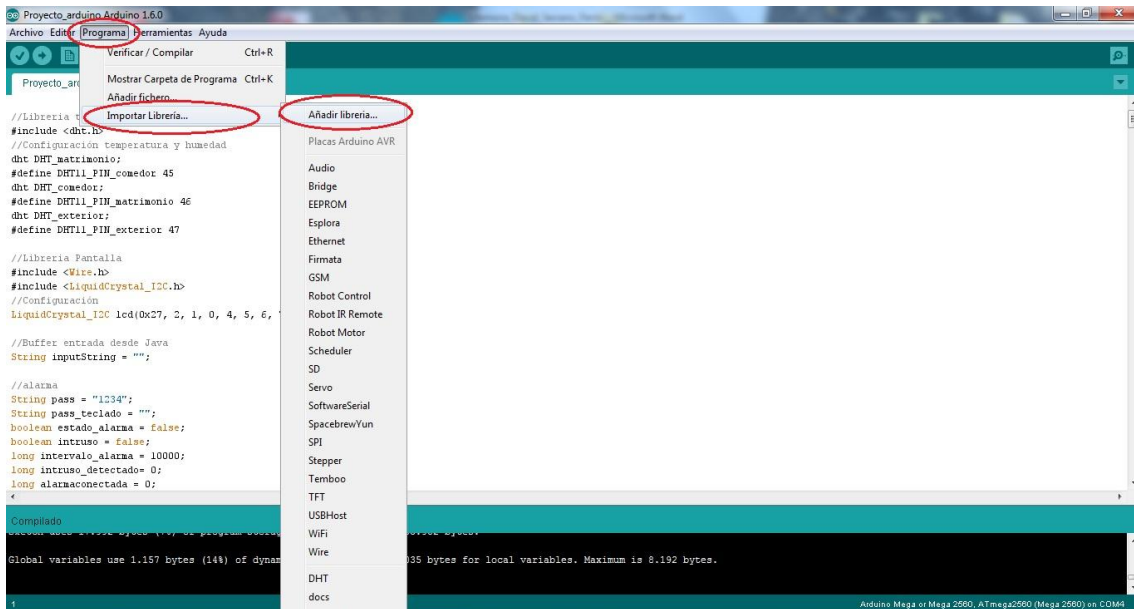 Proyecto_arduino Arduino 1.6.0
Archivo Editar Programa Herramientas Ayuda
Verificar / Compilar Ctrl+R
Mostrar Carpeta de Programa Ctrl+K
Añadir fichero...
Importar Librería...
Añadir libreria...
Placas Arduino AVR
Audio
Bridge
EEPROM
Esplora
Ethernet
Firmata
GSM
Robot Control
Robot IR Remote
Robot Motor
Scheduler
SD
Servo
SoftwareSerial
SpacebrewYun
SPI
Stepper
Temboo
TFT
USBHost
WiFi
Wire
DHT
docs
Proyecto_ar
//Libreria t
#include <dht.h>
//Configuración temperatura y humedad
dht DHT_matrimonio;
#define DHT11_PIN_comedor 45
dht DHT_comedor;
#define DHT11_PIN_matrimonio 46
dht DHT_exterior;
#define DHT11_PIN_exterior 47
//Libreria Pantalla
#include <Wire.h>
#include <LiquidCrystal_I2C.h>
//Configuración
LiquidCrystal_I2C lcd(0x27, 2, 1, 0, 4, 5, 6,
//Buffer entrada desde Java
String inputString = "";
//alarma
String pass = "1234";
String pass_teclado = "";
boolean estado_alarma = false;
boolean intruso = false;
long intervalo_alarma = 10000;
long intruso_detectado= 0;
long alarmaconectada = 0;
Compilado
Global variables use 1.157 bytes (14%) of dynam 035 bytes for local variables. Maximum is 8.192 bytes.
1 Arduino Mega or Mega 2560, ATmega2560 (Mega 2560) on COM4